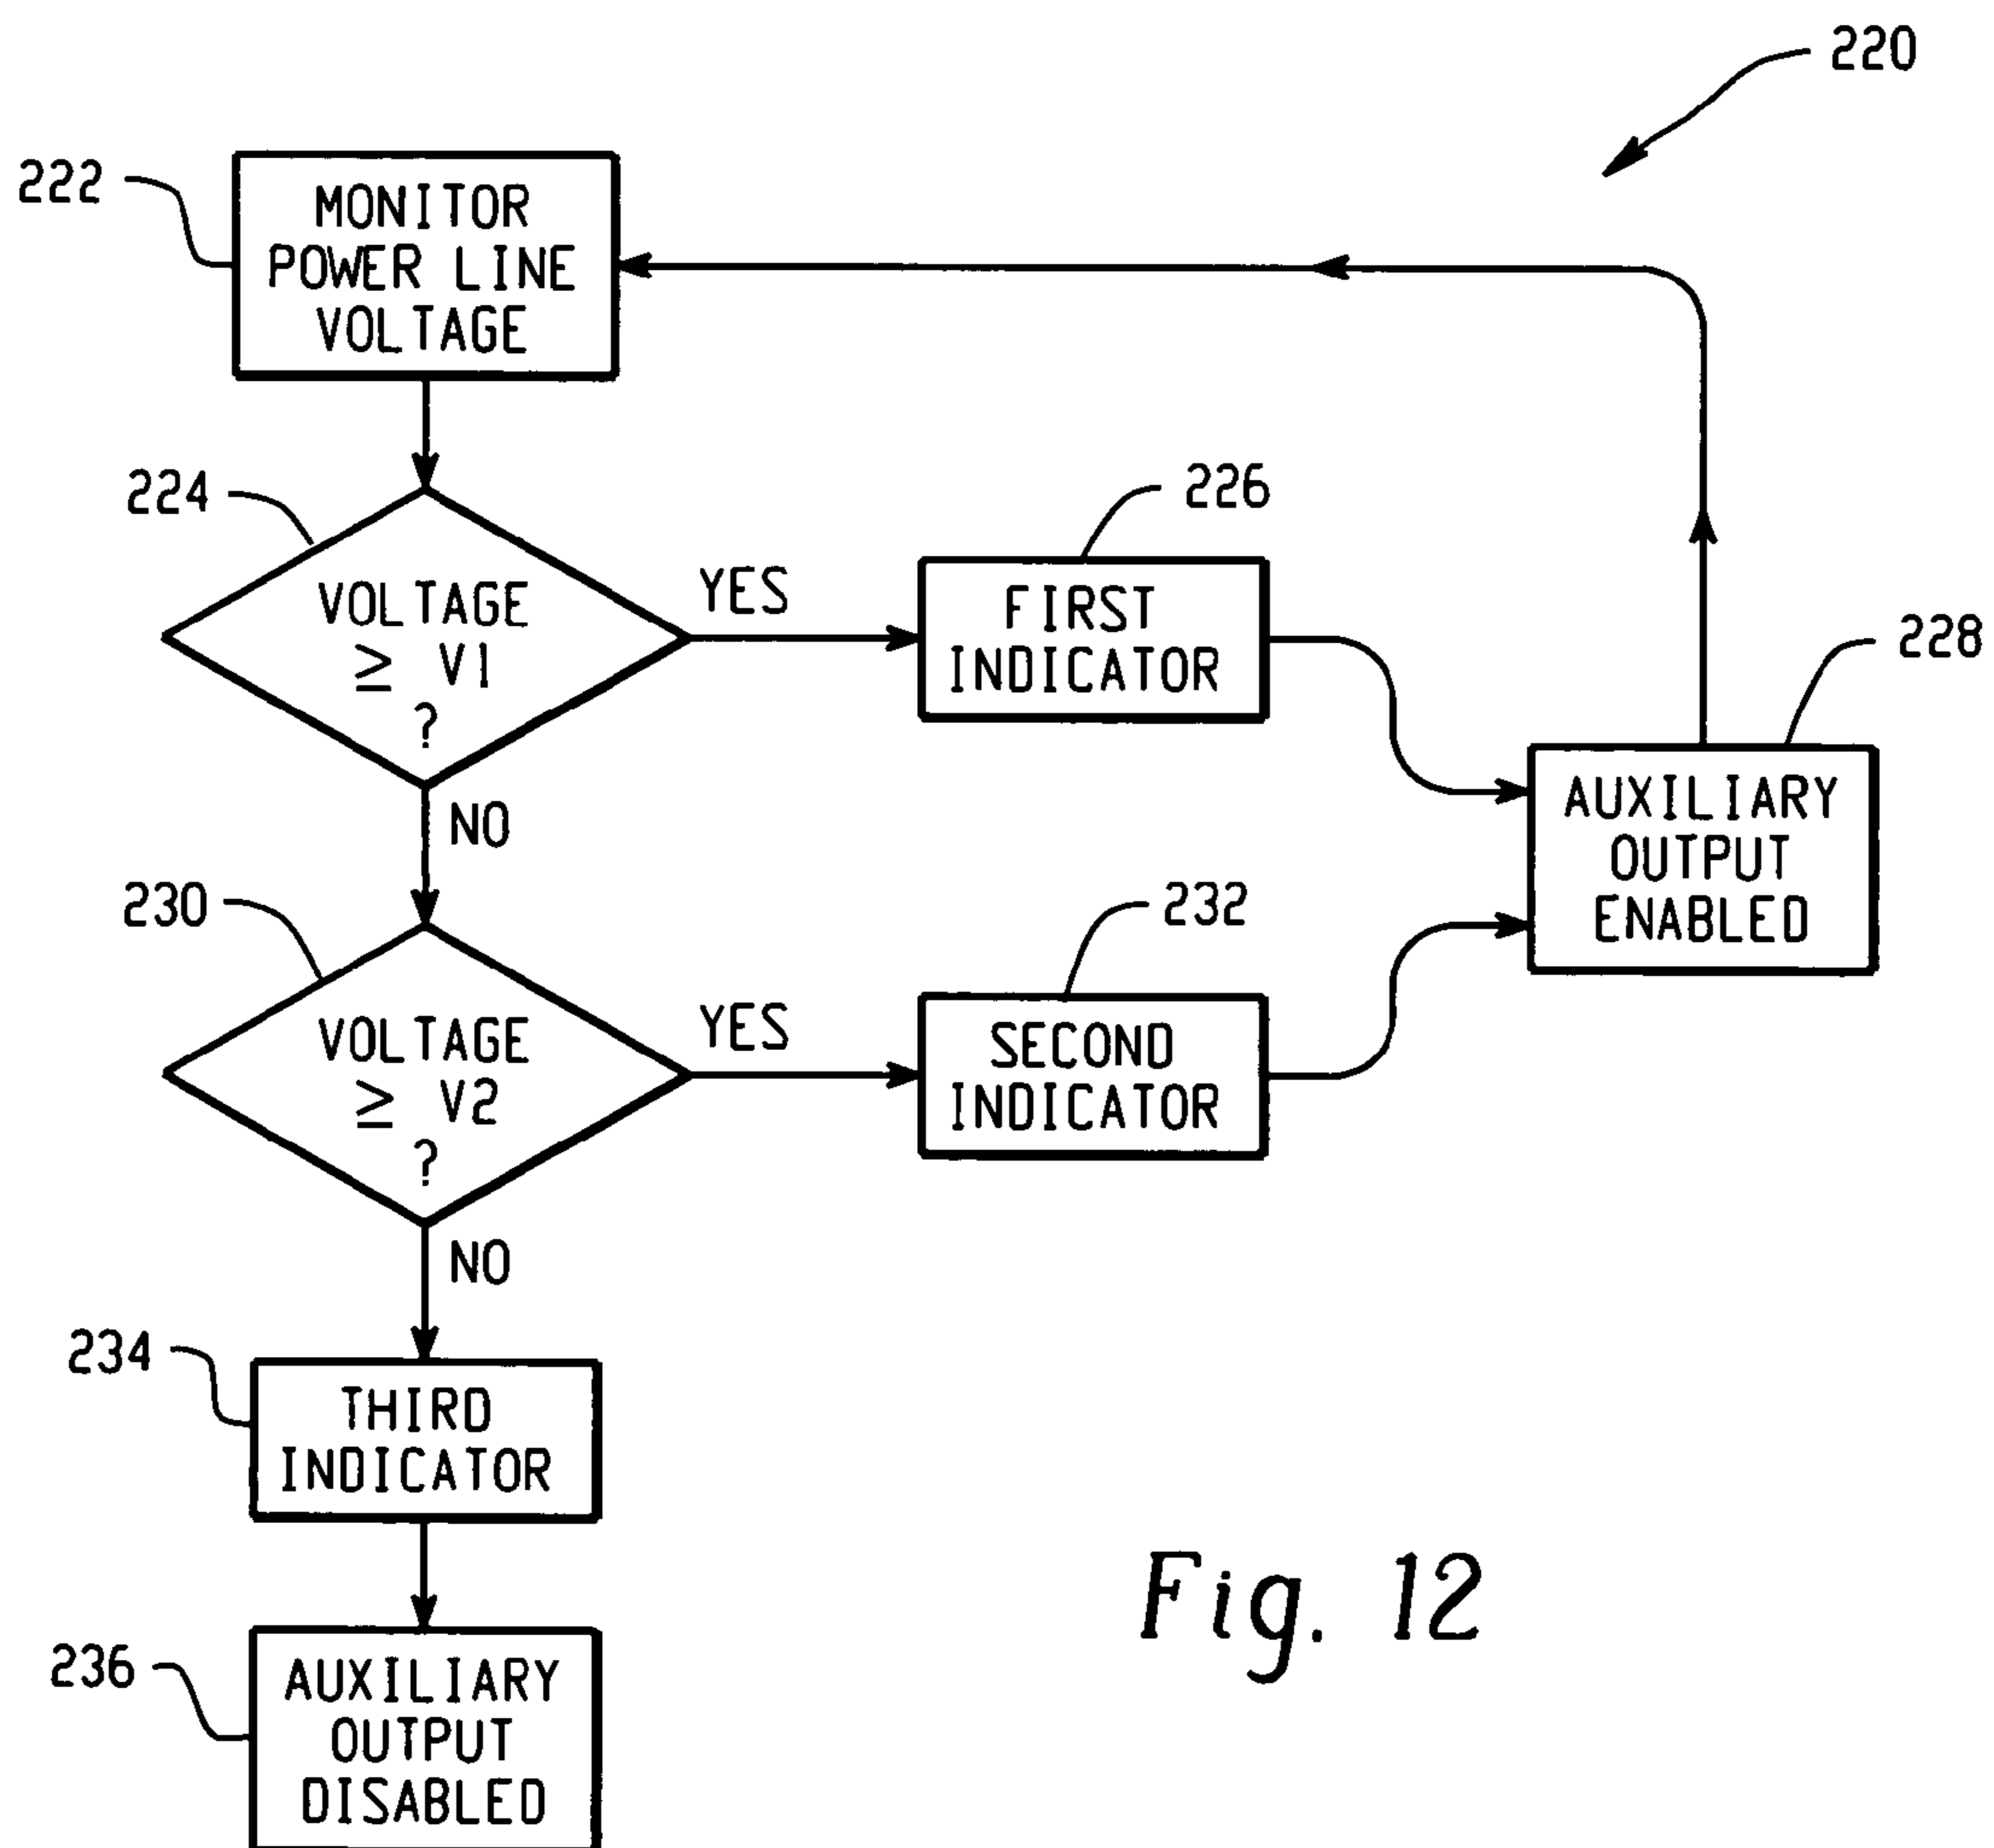 220
222
MONITOR
POWER LINE
VOLTAGE
224
VOLTAGE
≥ V1
?
YES
NO
226
FIRST
INDICATOR
228
AUXILIARY
OUTPUT
ENABLED
230
VOLTAGE
≥ V2
?
YES
NO
232
SECOND
INDICATOR
234
THIRD
INDICATOR
236
AUXILIARY
OUTPUT
DISABLED
Fig. 12